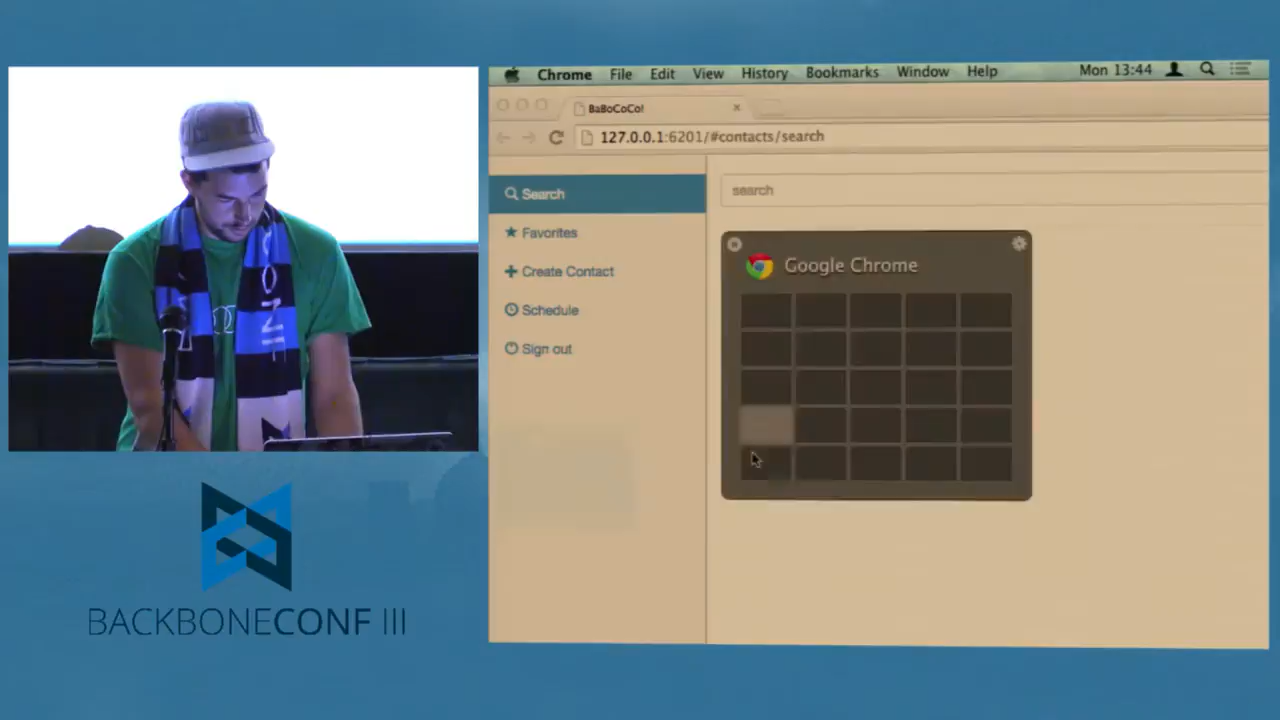 Chrome File Edit View History Bookmarks Window Help Mon 13:44
BaBoCoCo!
127.0.0.1:6201/#contacts/search
Search
search
Favorites
Google Chrome
Create Contact
Schedule
Sign out
BACKBONECONF III